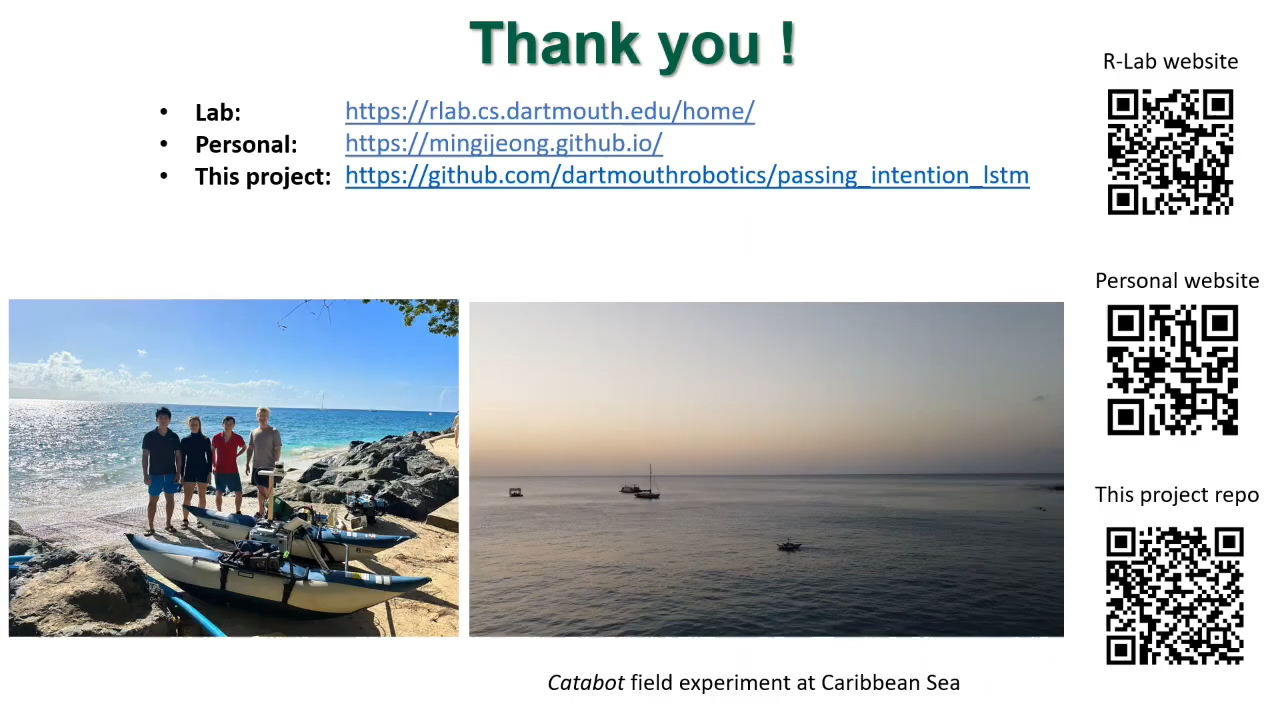 Thank you !
• Lab: https://rlab.cs.dartmouth.edu/home/
• Personal: https://mingijeong.github.io/
• This project: https://github.com/dartmouthrobotics/passing_intention_lstm
R-Lab website
Personal website
This project repo
Catabot field experiment at Caribbean Sea